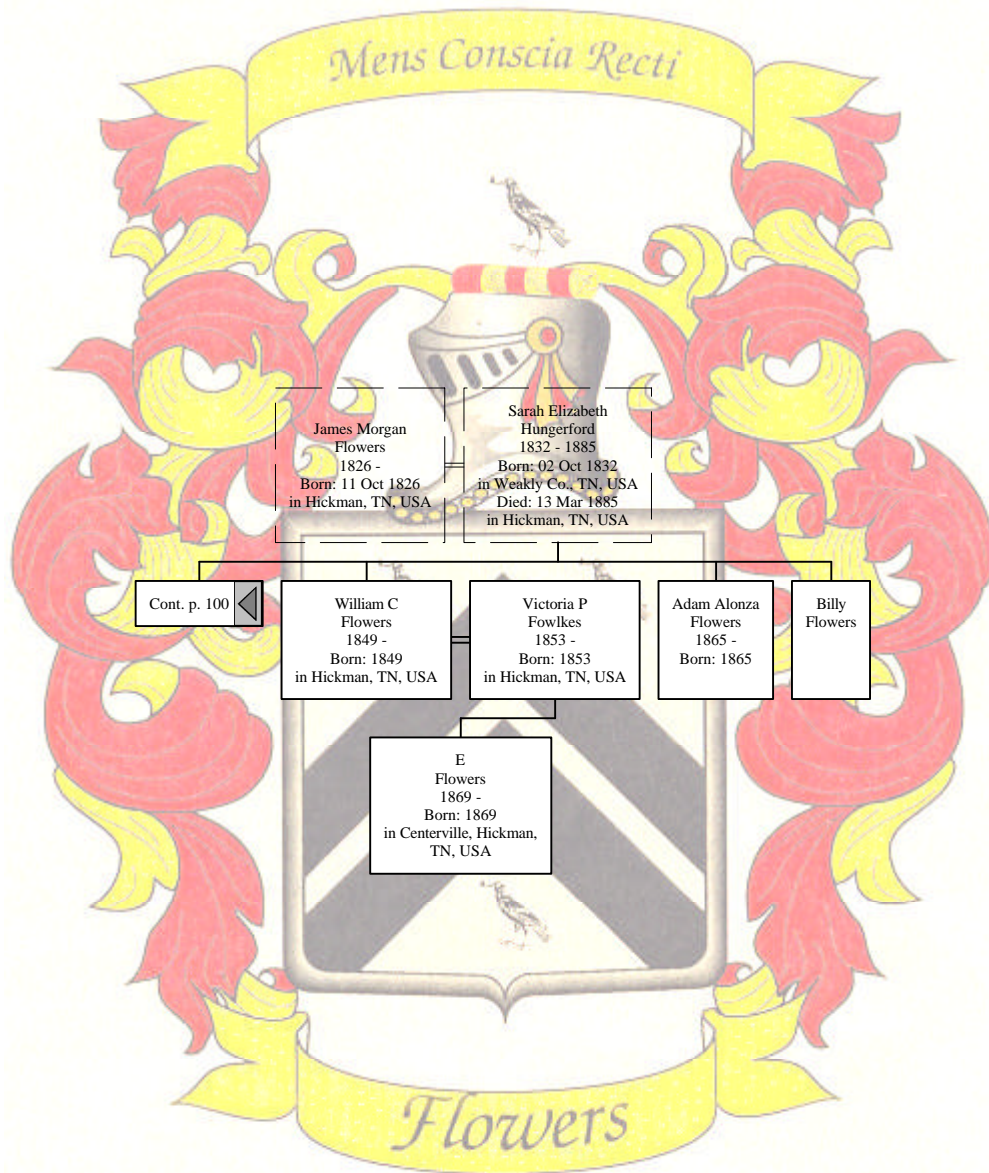 Mens Conscia Recti
James Morgan
Flowers
1826 -
Born: 11 Oct 1826
in Hickman, TN, USA
Sarah Elizabeth
Hungerford
1832 - 1885
Born: 02 Oct 1832
in Weakly Co., TN, USA
Died: 13 Mar 1885
in Hickman, TN, USA
Cont. p. 100
William C
Flowers
1849 -
Born: 1849
in Hickman, TN, USA
Victoria P
Fowlkes
1853 -
Born: 1853
in Hickman, TN, USA
Adam Alonza
Flowers
1865 -
Born: 1865
Billy
Flowers
E
Flowers
1869 -
Born: 1869
in Centerville, Hickman,
TN, USA
Flowers